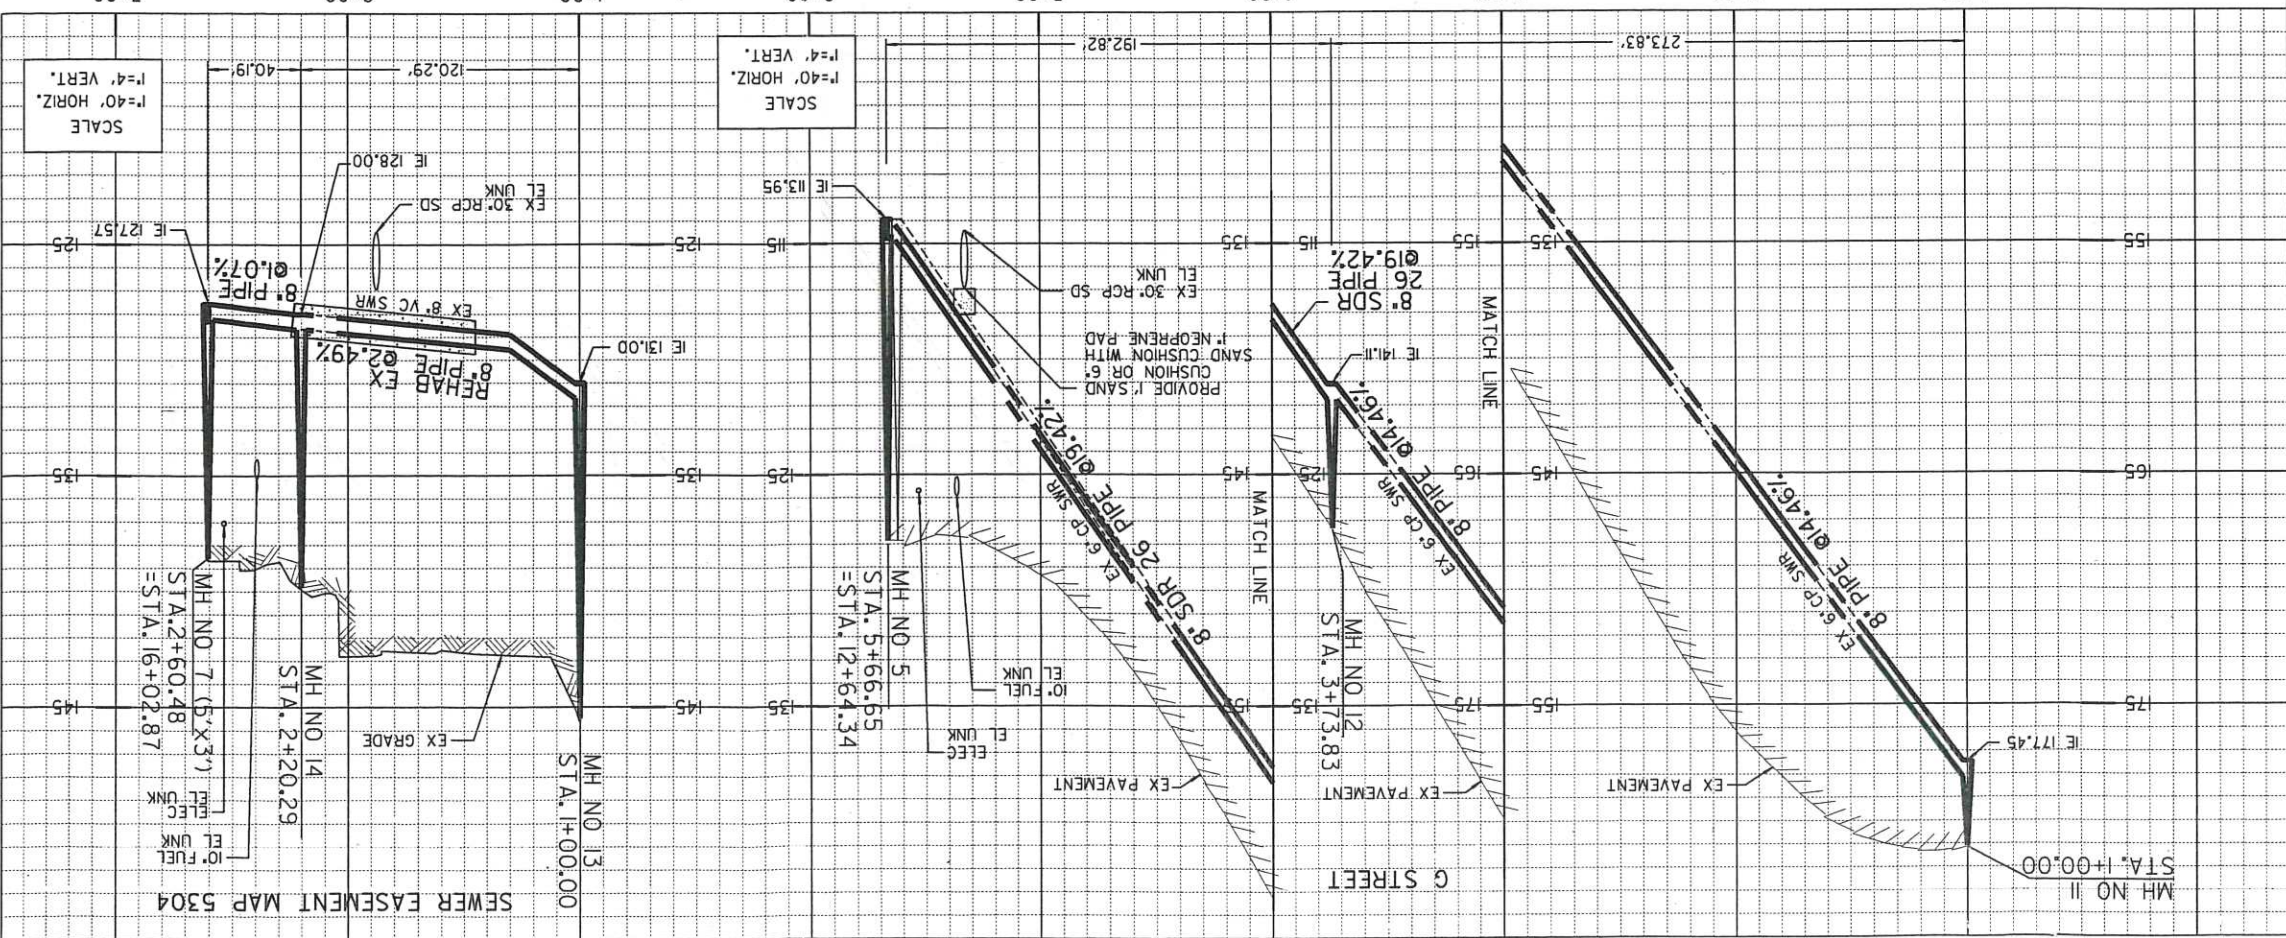 MH NO 11
STA. 1+00.00
G STREET
EX PAVEMENT
IE 177.45
8" PIPE @14.46%
EX 6" CP SWR
175
165
155
155
145
135
MATCH LINE
273.83'
EX PAVEMENT
MH NO 12
STA. 3+73.83
175
165
155
8" PIPE @14.46%
EX 6" CP SWR
IE 141.11
8" SDR
26 PIPE
@19.42%
135
125
115
MATCH LINE
192.82'
EX PAVEMENT
155
145
135
8" SDR 26 PIPE @19.42%
EX 6" CP SWR
ELEC
EL UNK
10" FUEL
EL UNK
MH NO 5
STA. 5+66.65
=STA. 12+64.34
PROVIDE 1' SAND
CUSHION OR 6"
SAND CUSHION WITH
1" NEOPRENE PAD
EX 30" RCP SD
EL UNK
IE 113.95
135
125
115
SCALE
1"=40' HORIZ.
1"=4' VERT.
SEWER EASEMENT MAP 5304
MH NO 13
STA. 1+00.00
EX GRADE
145
135
125
IE 131.00
REHAB EX
8" PIPE @2.49%
EX 8" VC SWR
EX 30" RCP SD
EL UNK
IE 128.00
120.29'
MH NO 14
STA. 2+20.29
10" FUEL
EL UNK
ELEC
EL UNK
MH NO 7 (5'x3')
STA. 2+60.48
=STA. 16+02.87
8" PIPE
@1.07%
IE 127.57
40.19'
145
135
125
SCALE
1"=40' HORIZ.
1"=4' VERT.